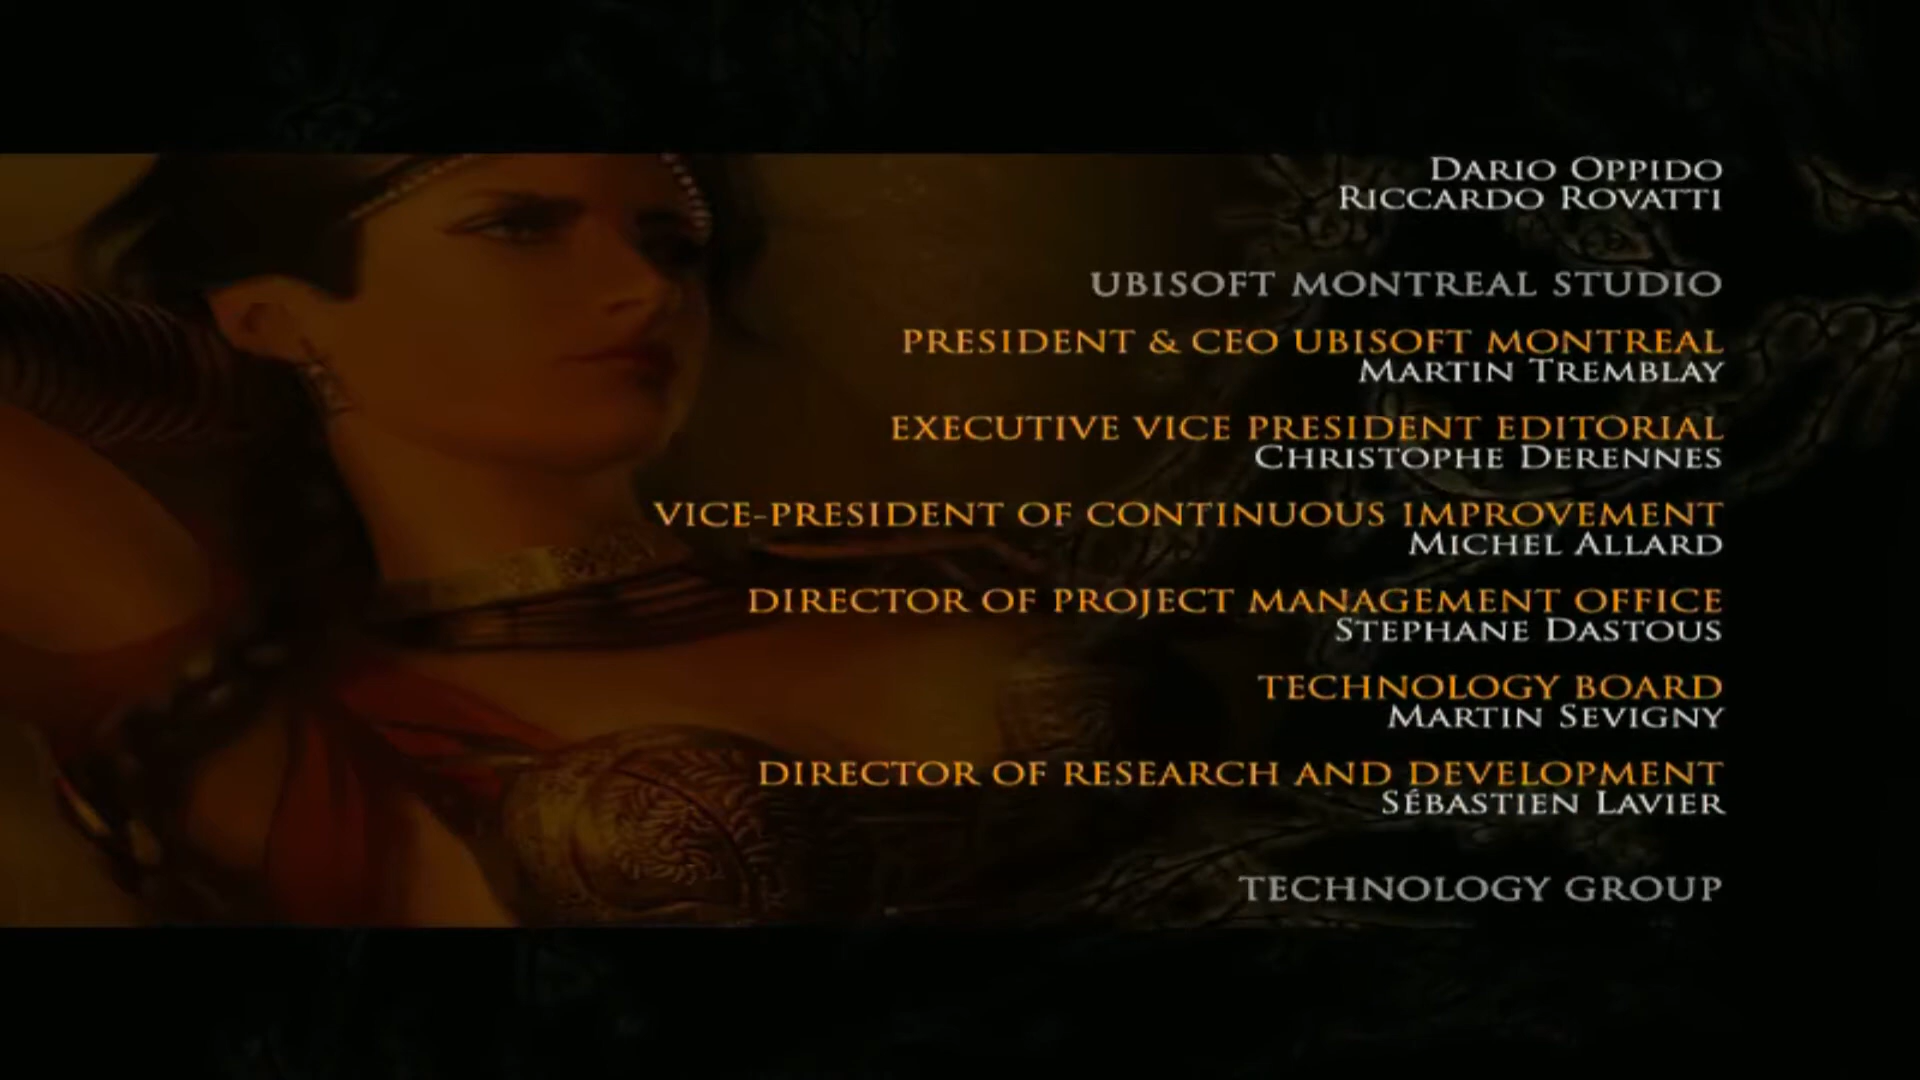 Dario Oppido
Riccardo Rovatti
UBISOFT MONTREAL STUDIO
PRESIDENT & CEO UBISOFT MONTREAL
Martin Tremblay
EXECUTIVE VICE PRESIDENT EDITORIAL
Christophe Derennes
VICE-PRESIDENT OF CONTINUOUS IMPROVEMENT
Michel Allard
DIRECTOR OF PROJECT MANAGEMENT OFFICE
Stephane Dastous
TECHNOLOGY BOARD
Martin Sevigny
DIRECTOR OF RESEARCH AND DEVELOPMENT
Sébastien Lavier
TECHNOLOGY GROUP